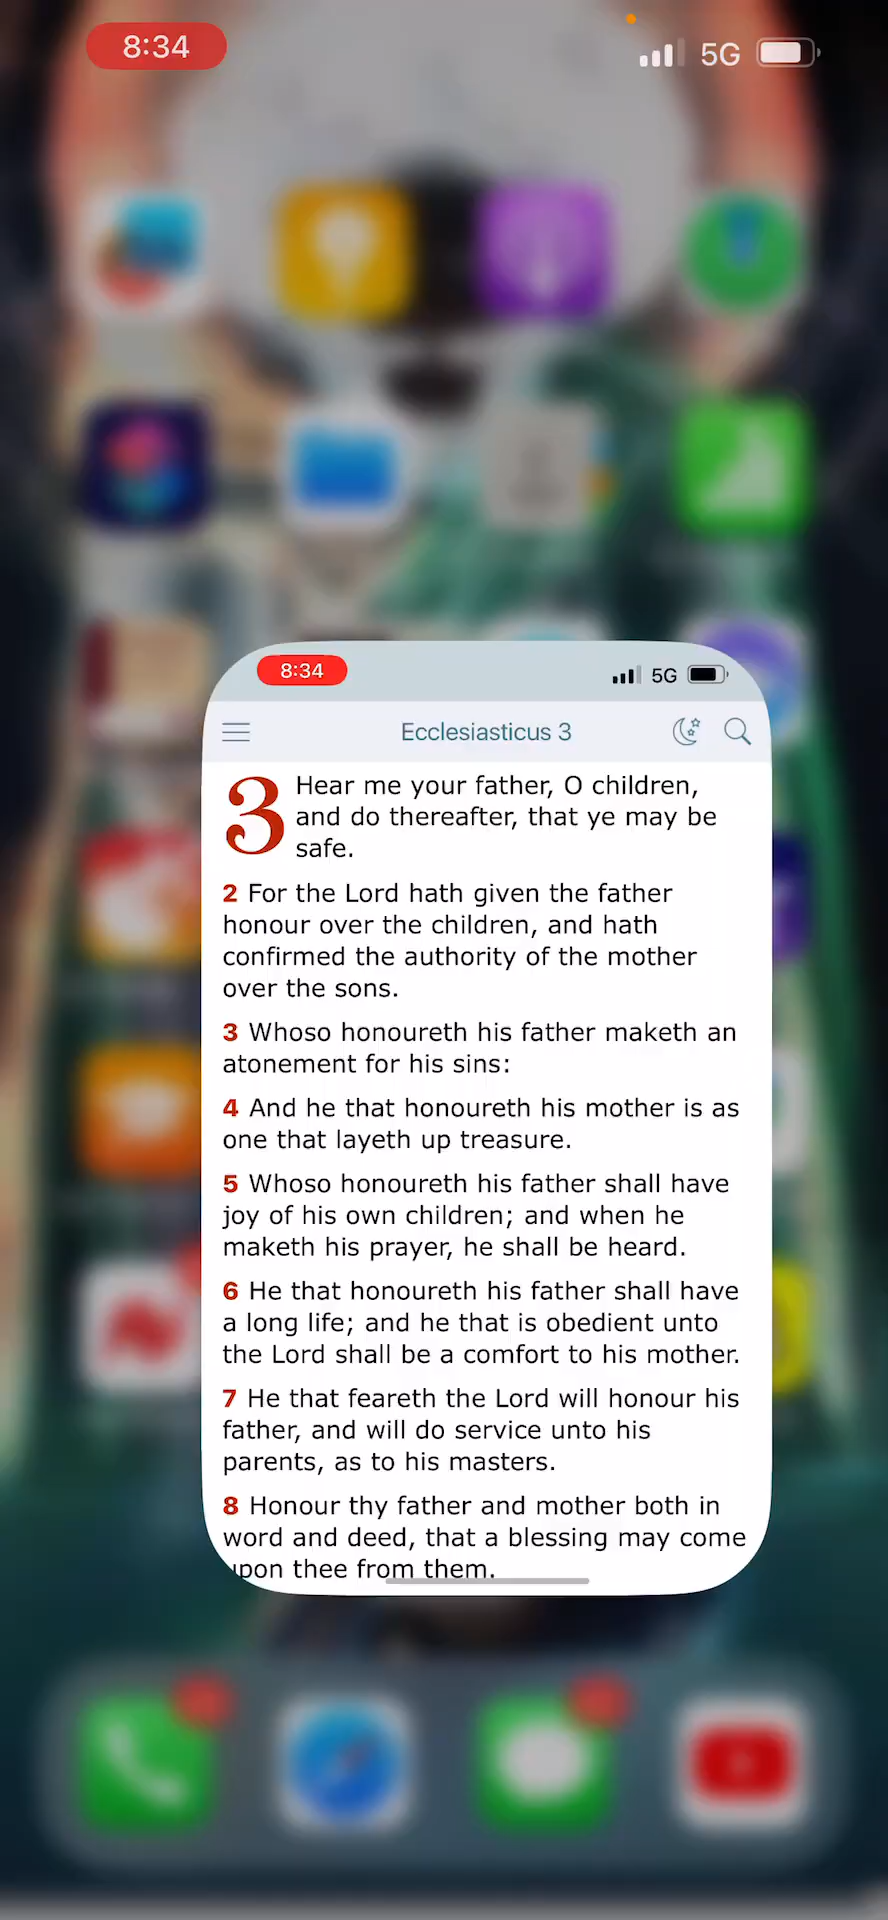 8:34
5G
8:34
5G
Ecclesiasticus 3
3 Hear me your father, O children,
and do thereafter, that ye may be
safe.
2 For the Lord hath given the father
honour over the children, and hath
confirmed the authority of the mother
over the sons.
3 Whoso honoureth his father maketh an
atonement for his sins:
4 And he that honoureth his mother is as
one that layeth up treasure.
5 Whoso honoureth his father shall have
joy of his own children; and when he
maketh his prayer, he shall be heard.
6 He that honoureth his father shall have
a long life; and he that is obedient unto
the Lord shall be a comfort to his mother.
7 He that feareth the Lord will honour his
father, and will do service unto his
parents, as to his masters.
8 Honour thy father and mother both in
word and deed, that a blessing may come
upon thee from them.